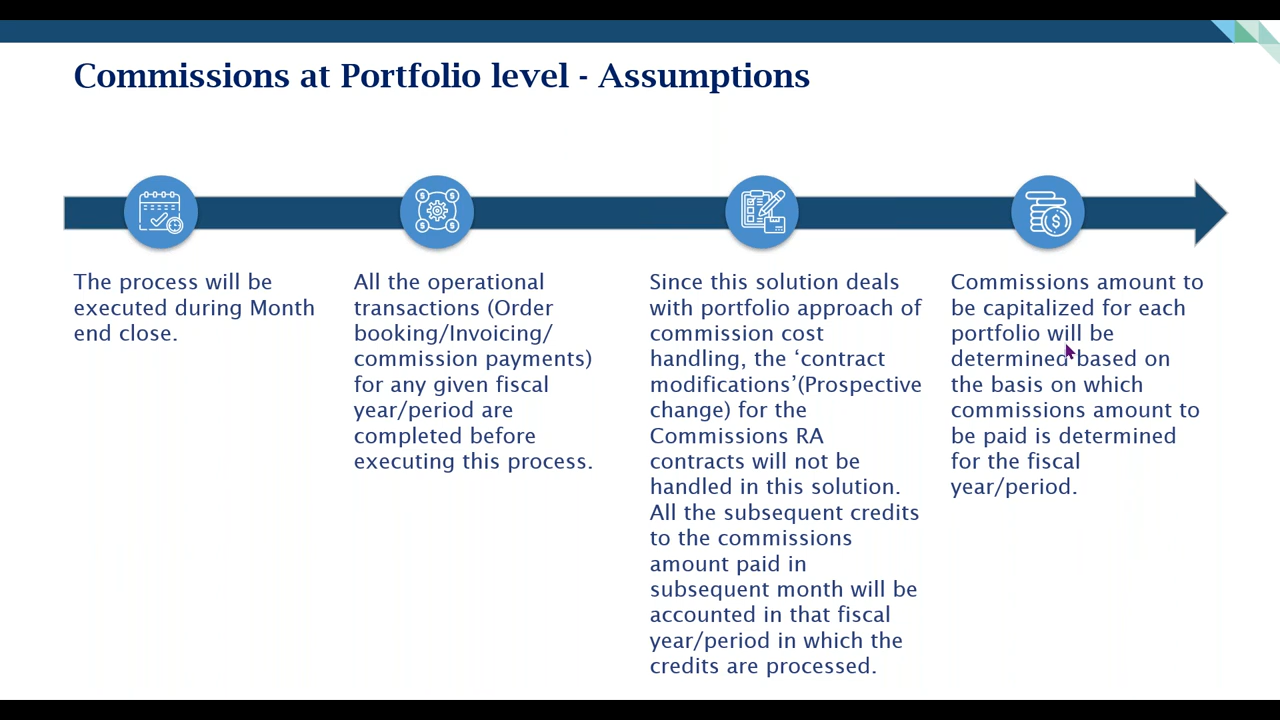 Commissions at Portfolio level - Assumptions
The process will be
executed during Month
end close.
All the operational
transactions (Order
booking/Invoicing/
commission payments)
for any given fiscal
year/period are
completed before
executing this process.
Since this solution deals
with portfolio approach of
commission cost
handling, the ‘contract
modifications’(Prospective
change) for the
Commissions RA
contracts will not be
handled in this solution.
All the subsequent credits
to the commissions
amount paid in
subsequent month will be
accounted in that fiscal
year/period in which the
credits are processed.
Commissions amount to
be capitalized for each
portfolio will be
determined based on
the basis on which
commissions amount to
be paid is determined
for the fiscal
year/period.